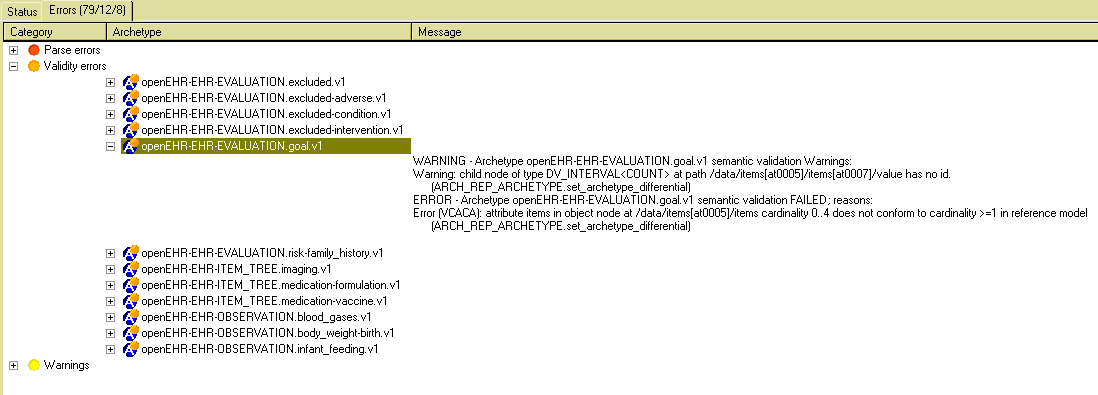 Status
Errors (79/12/8)
Category Archetype Message
Parse errors
Validity errors
openEHR-EHR-EVALUATION.excluded.v1
openEHR-EHR-EVALUATION.excluded-adverse.v1
openEHR-EHR-EVALUATION.excluded-condition.v1
openEHR-EHR-EVALUATION.excluded-intervention.v1
openEHR-EHR-EVALUATION.goal.v1
WARNING - Archetype openEHR-EHR-EVALUATION.goal.v1 semantic validation Warnings:
Warning: child node of type DV_INTERVAL<COUNT> at path /data/items[at0005]/items[at0007]/value has no id.
(ARCH_REP_ARCHETYPE.set_archetype_differential)
ERROR - Archetype openEHR-EHR-EVALUATION.goal.v1 semantic validation FAILED; reasons:
Error (VCACA): attribute items in object node at /data/items[at0005]/items cardinality 0..4 does not conform to cardinality >=1 in reference model
(ARCH_REP_ARCHETYPE.set_archetype_differential)
openEHR-EHR-EVALUATION.risk-family_history.v1
openEHR-EHR-ITEM_TREE.imaging.v1
openEHR-EHR-ITEM_TREE.medication-formulation.v1
openEHR-EHR-ITEM_TREE.medication-vaccine.v1
openEHR-EHR-OBSERVATION.blood_gases.v1
openEHR-EHR-OBSERVATION.body_weight-birth.v1
openEHR-EHR-OBSERVATION.infant_feeding.v1
Warnings